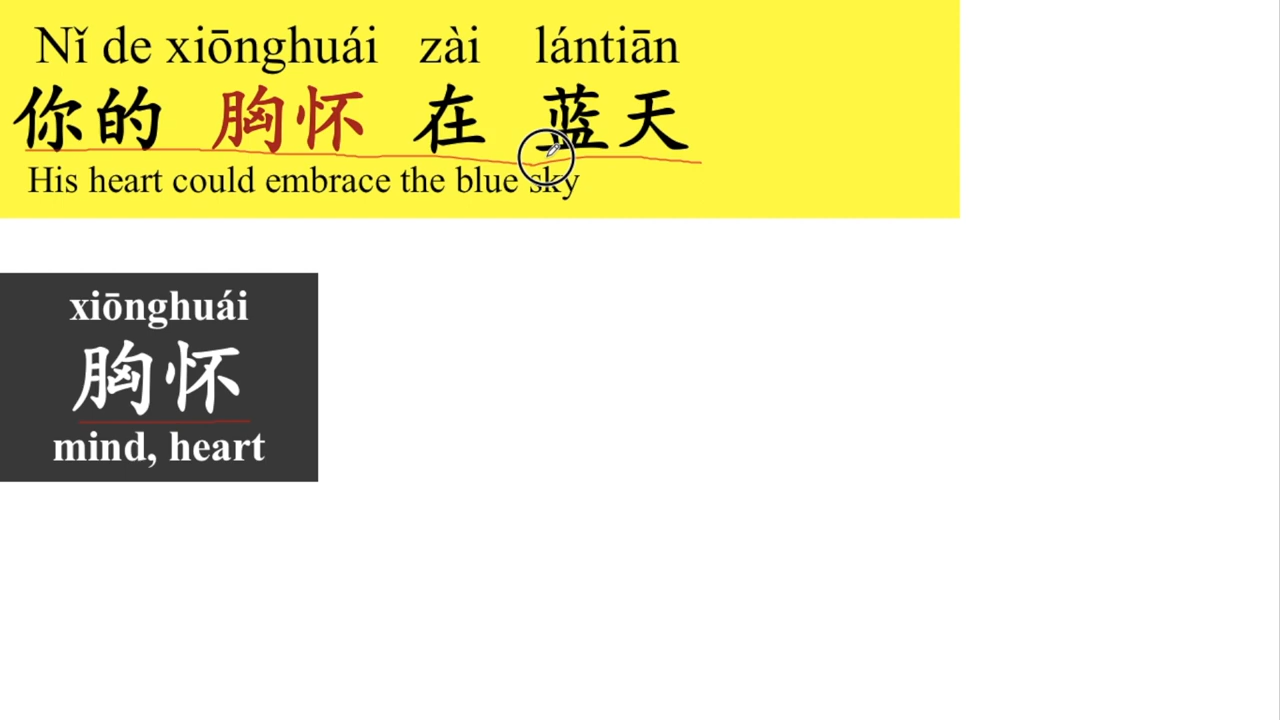 Nǐ de xiōnghuái zài lántiān
你的 胸怀 在 蓝天
His heart could embrace the blue sky
xiōnghuái
胸怀
mind, heart